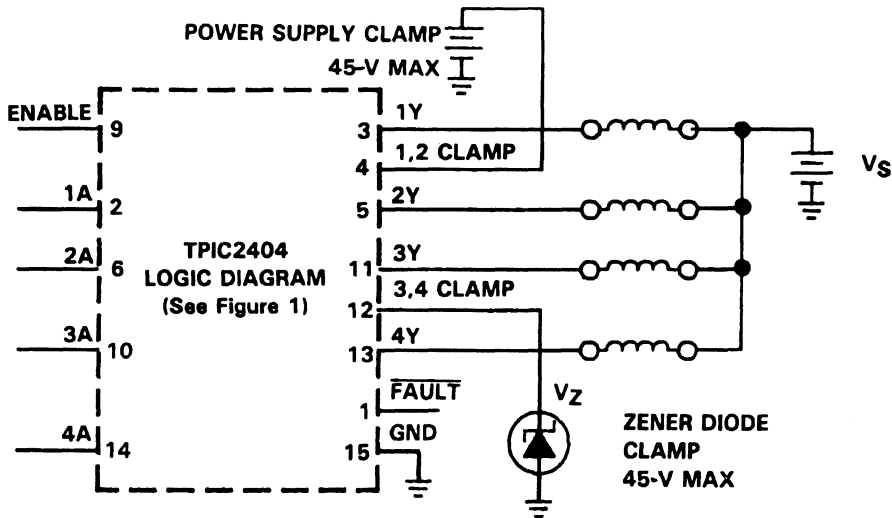 POWER SUPPLY CLAMP
45-V MAX
ENABLE
9
1A
2
2A
6
TPIC2404
LOGIC DIAGRAM
(See Figure 1)
3A
10
4A
14
3
1Y
4
1,2 CLAMP
5
2Y
11
3Y
12
3,4 CLAMP
13
4Y
1
FAULT
15
GND
VS
VZ
ZENER DIODE
CLAMP
45-V MAX